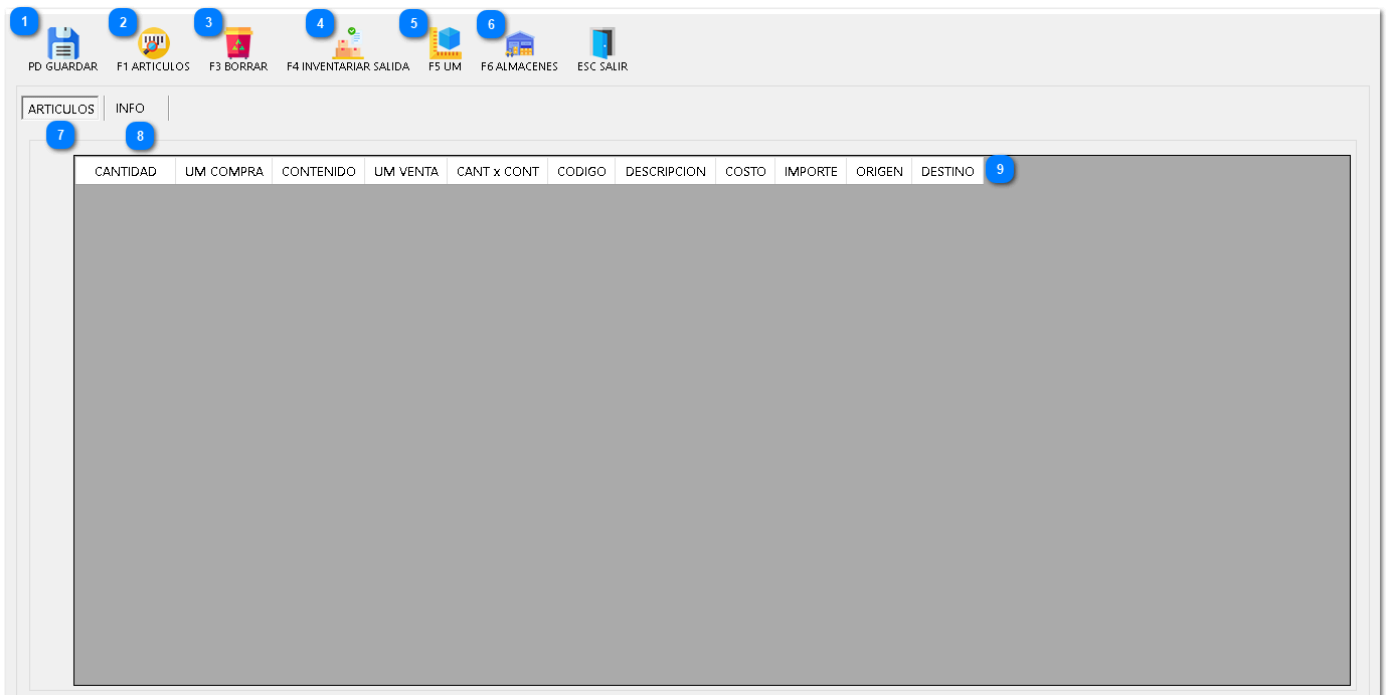 1 2 3 4 5 6
PD GUARDAR F1 ARTICULOS F3 BORRAR F4 INVENTARIAR SALIDA F5 UM F6 ALMACENES ESC SALIR
ARTICULOS INFO
7 8
CANTIDAD UM COMPRA CONTENIDO UM VENTA CANT x CONT CODIGO DESCRIPCION COSTO IMPORTE ORIGEN DESTINO 9